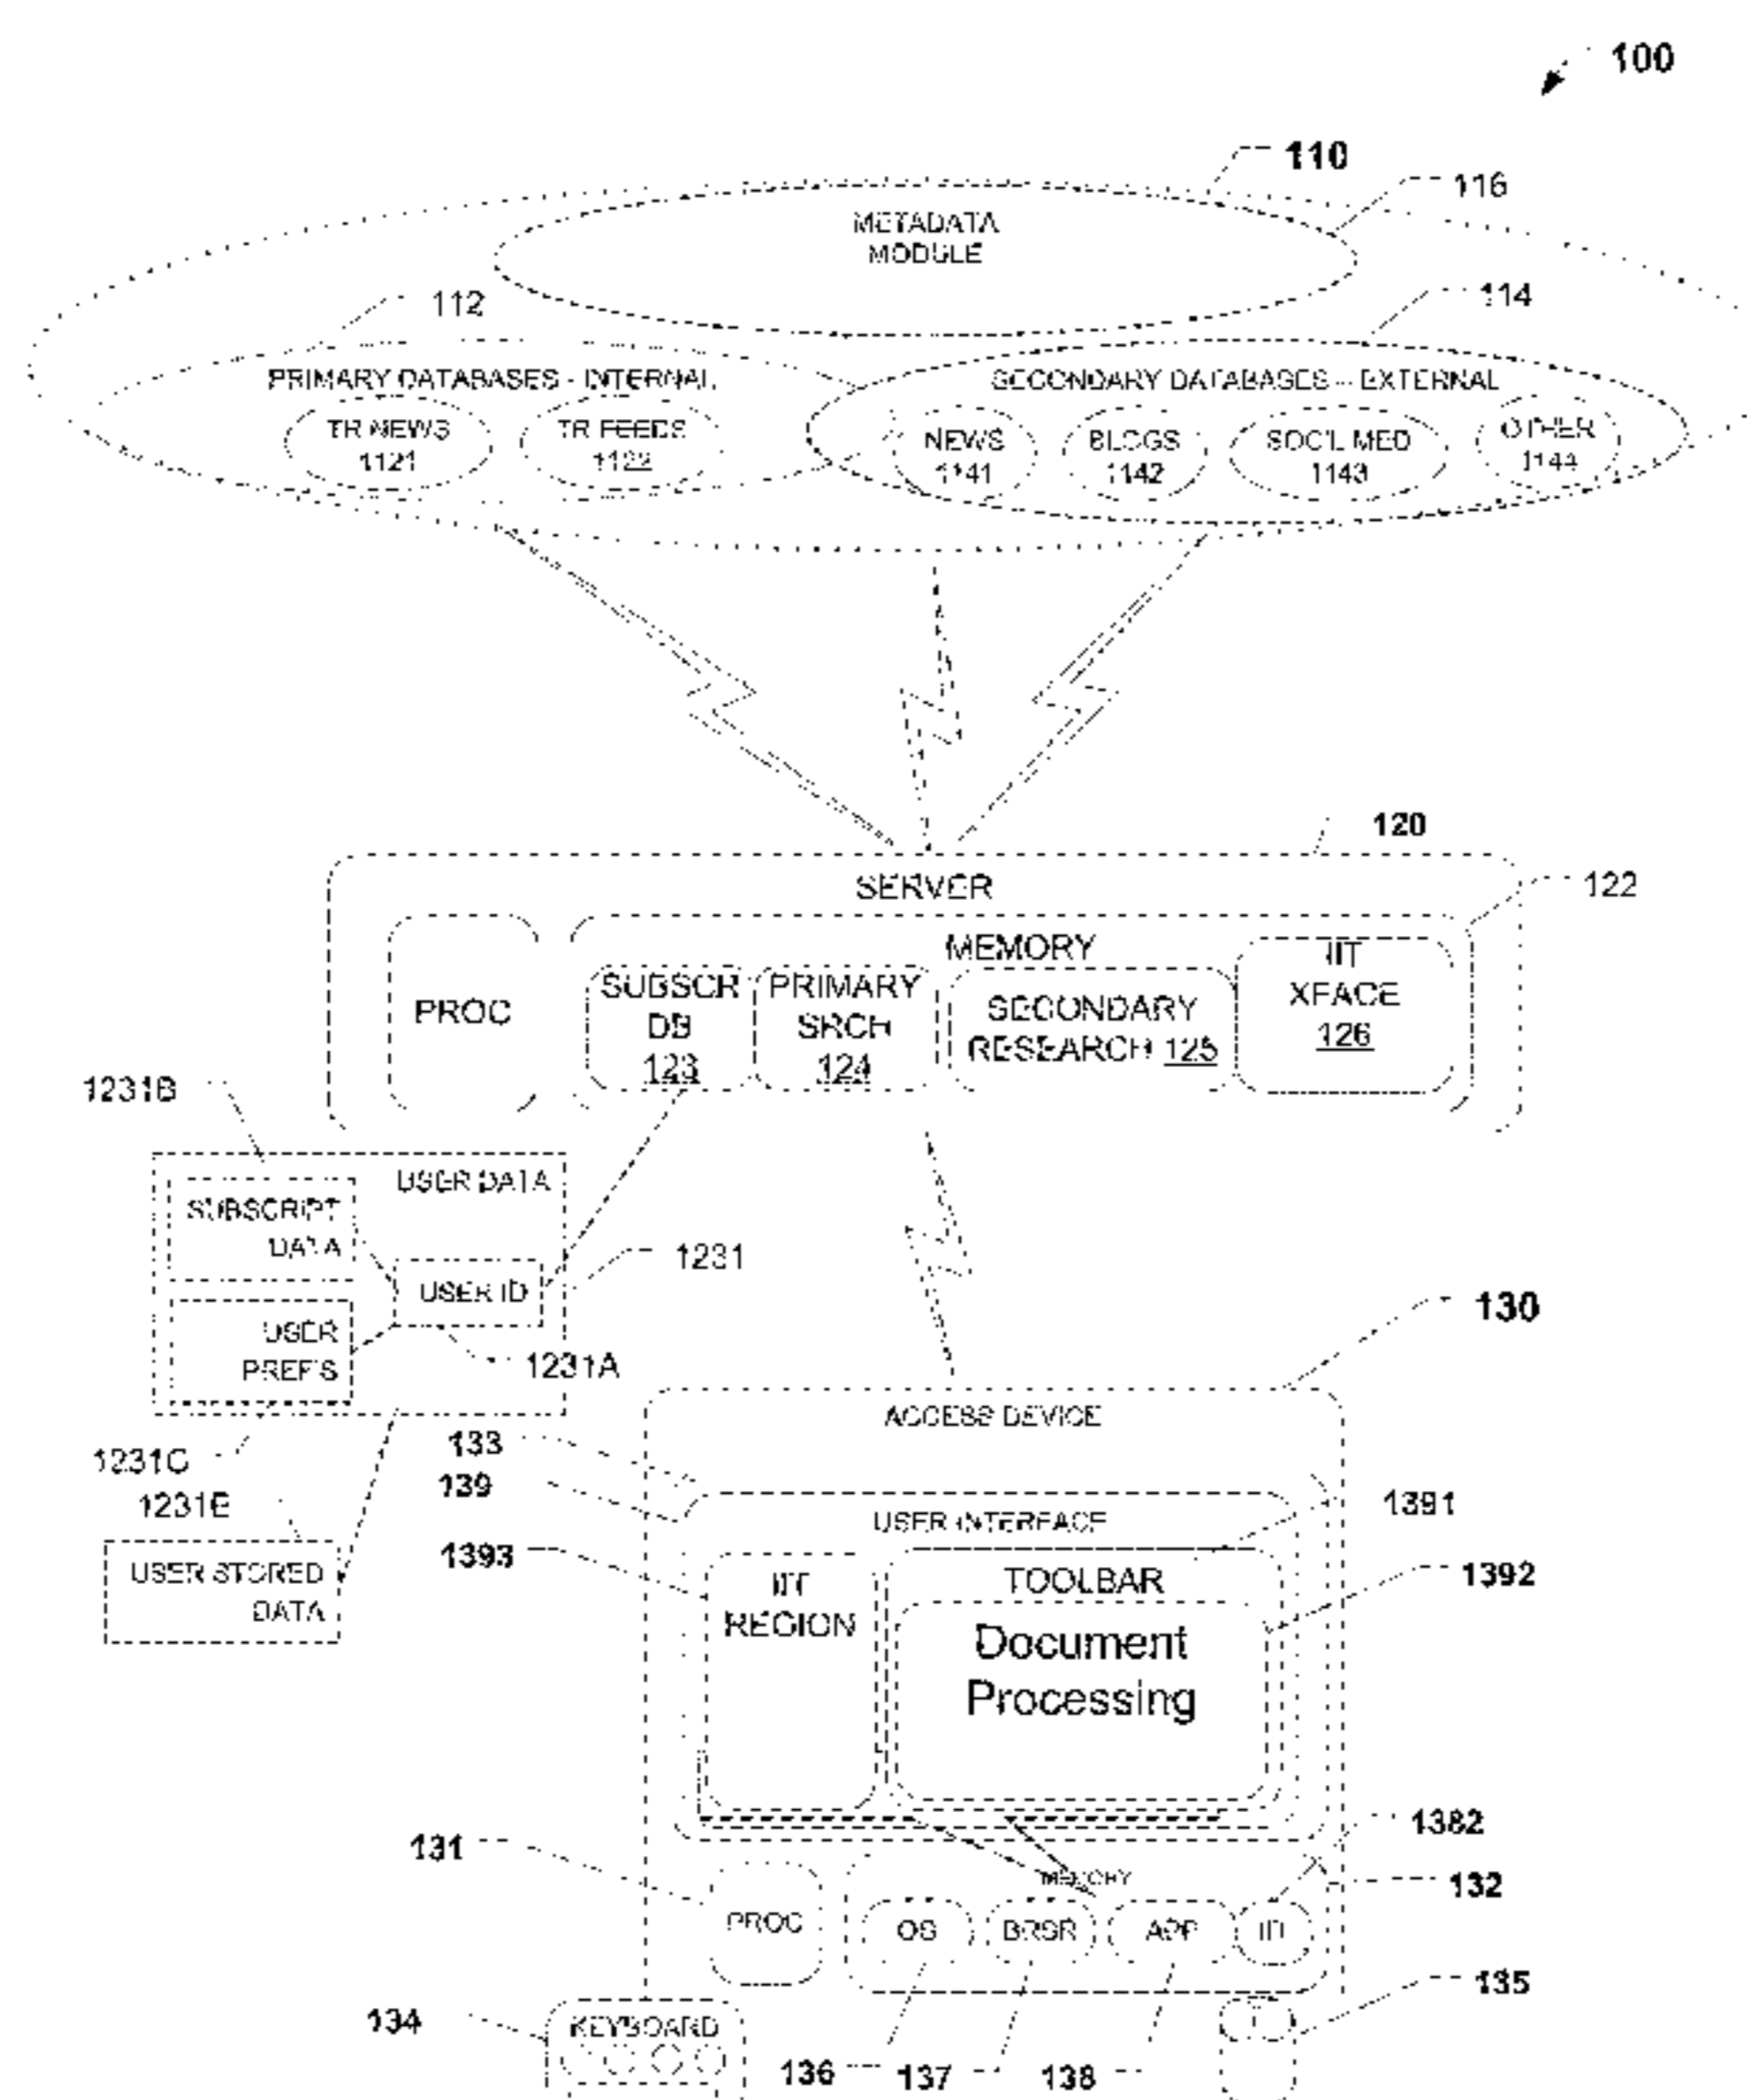 100
110
116
METADATA
MODULE
112
114
PRIMARY DATABASES - INTERNAL
SECONDARY DATABASES - EXTERNAL
TR NEWS
1121
TR FEEDS
1122
NEWS
1141
BLOGS
1142
SOC'L MED
1143
OTHER
1144
120
SERVER
122
MEMORY
PROC
SUBSCR
DB
123
PRIMARY
SRCH
124
SECONDARY
RESEARCH 125
XFACE
126
1231B
USER DATA
SUBSCRIPT
DATA
USER ID
1231
USER
PREFS
1231A
130
ACCESS DEVICE
1231C
133
1231E
139
USER INTERFACE
1391
1393
USER STORED
DATA
REGION
TOOLBAR
1392
Document
Processing
1382
131
MEMORY
132
PROC
OS
BRSR
APP
135
134
KEYBOARD
136
137
138